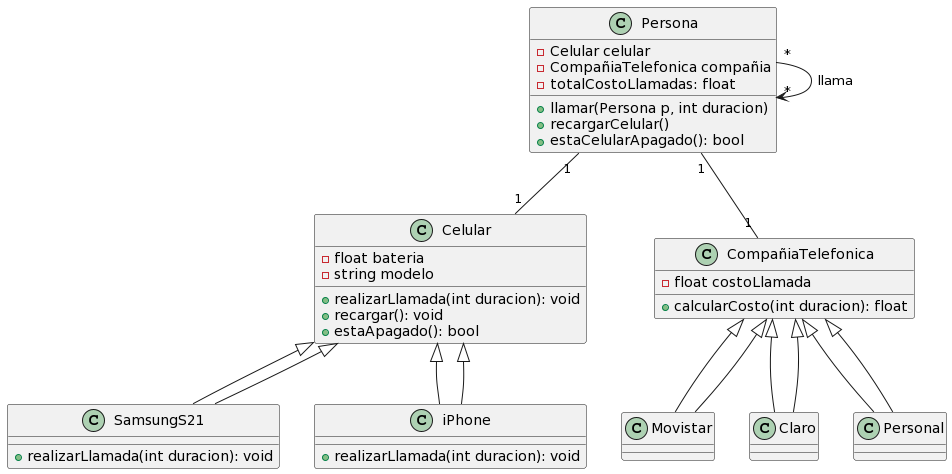 C Persona
Celular celular
CompañiaTelefonica compañia
totalCostoLlamadas: float
llamar(Persona p, int duracion)
recargarCelular()
estaCelularApagado(): bool
*
*
llama
1
1
1
1
C Celular
float bateria
string modelo
realizarLlamada(int duracion): void
recargar(): void
estaApagado(): bool
C CompañiaTelefonica
float costoLlamada
calcularCosto(int duracion): float
C SamsungS21
realizarLlamada(int duracion): void
C iPhone
realizarLlamada(int duracion): void
C Movistar
C Claro
C Personal